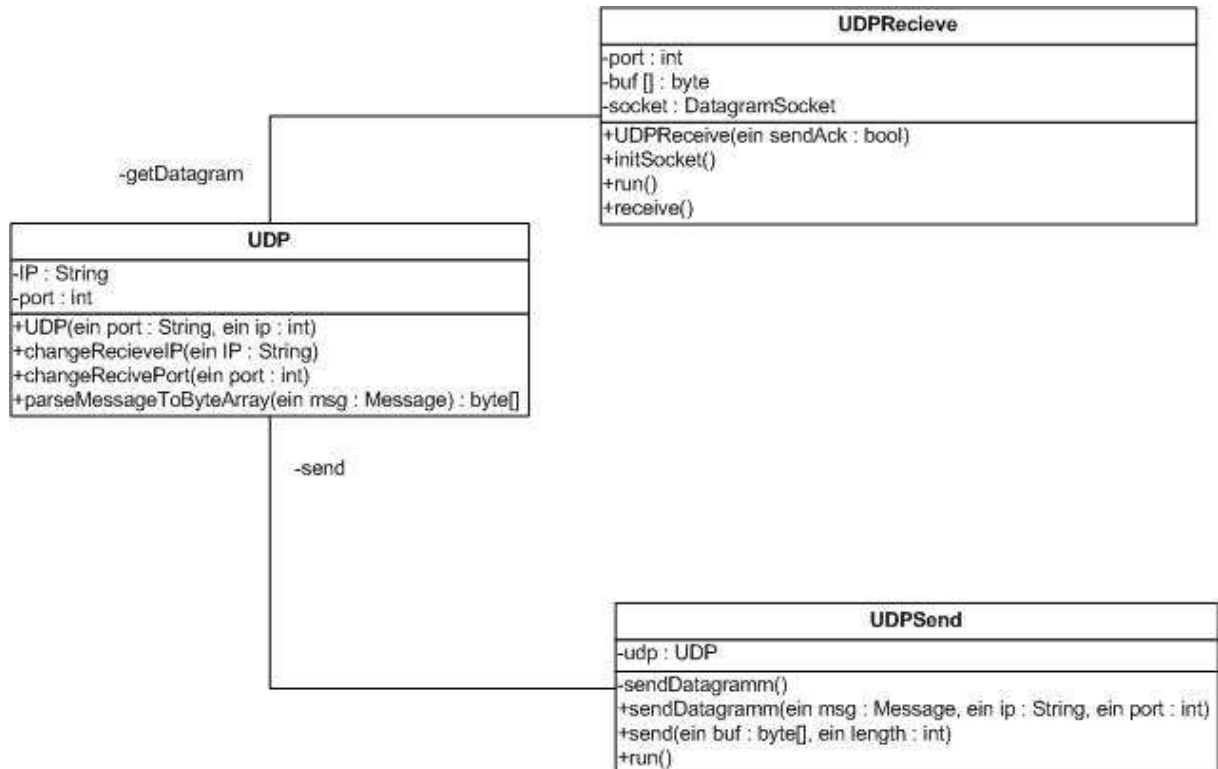 UDPRecieve
-port : int
-buf [] : byte
-socket : DatagramSocket
+UDPReceive(ein sendAck : bool)
+initSocket()
+run()
+receive()
-getDatagram
UDP
-IP : String
-port : int
+UDP(ein port : String, ein ip : int)
+changeRecieveIP(ein IP : String)
+changeRecivePort(ein port : int)
+parseMessageToByteArray(ein msg : Message) : byte[]
-send
UDPSend
-udp : UDP
-sendDatagramm()
+sendDatagramm(ein msg : Message, ein ip : String, ein port : int)
+send(ein buf : byte[], ein length : int)
+run()